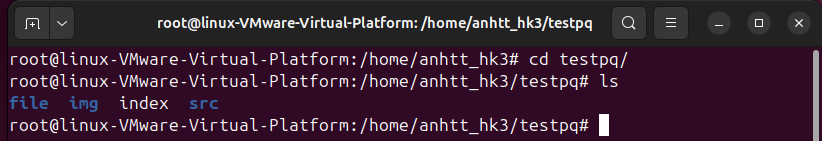 root@linux-VMware-Virtual-Platform: /home/anhtt_hk3/testpq
root@linux-VMware-Virtual-Platform:/home/anhtt_hk3# cd testpq/
root@linux-VMware-Virtual-Platform:/home/anhtt_hk3/testpq# ls
file  img  index  src
root@linux-VMware-Virtual-Platform:/home/anhtt_hk3/testpq#